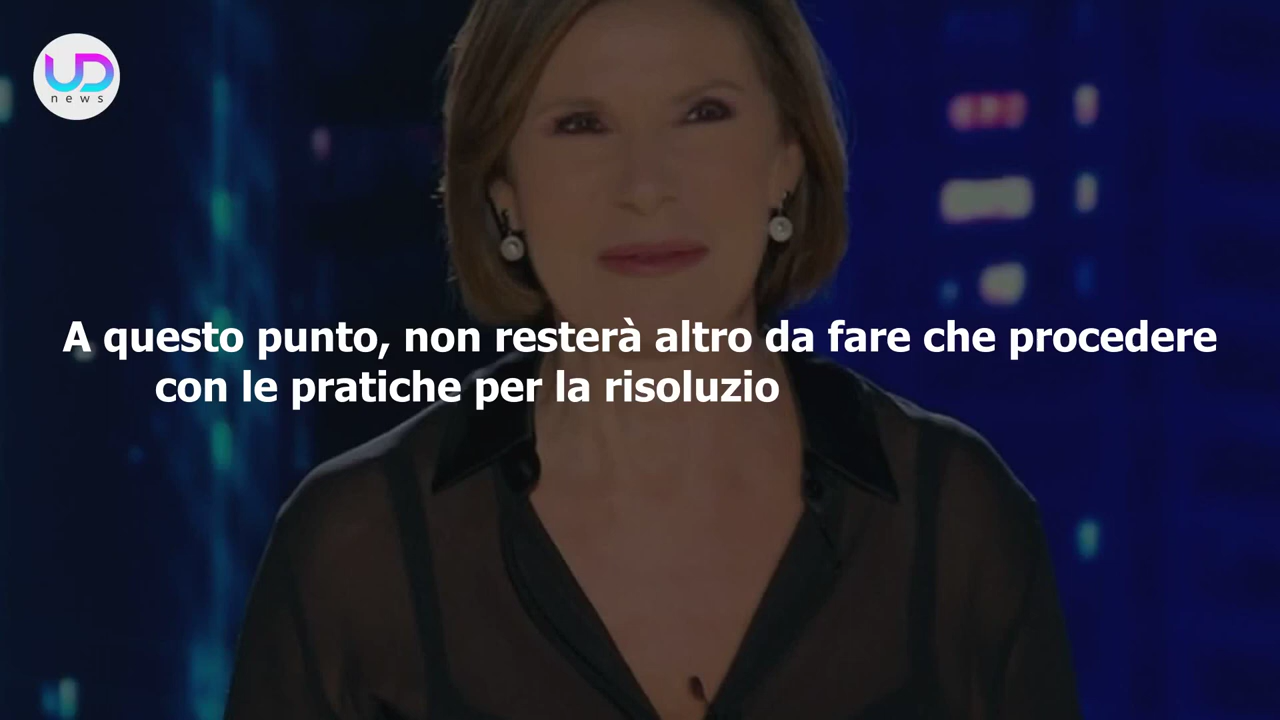 UD
news
A questo punto, non resterà altro da fare che procedere
con le pratiche per la risoluzio